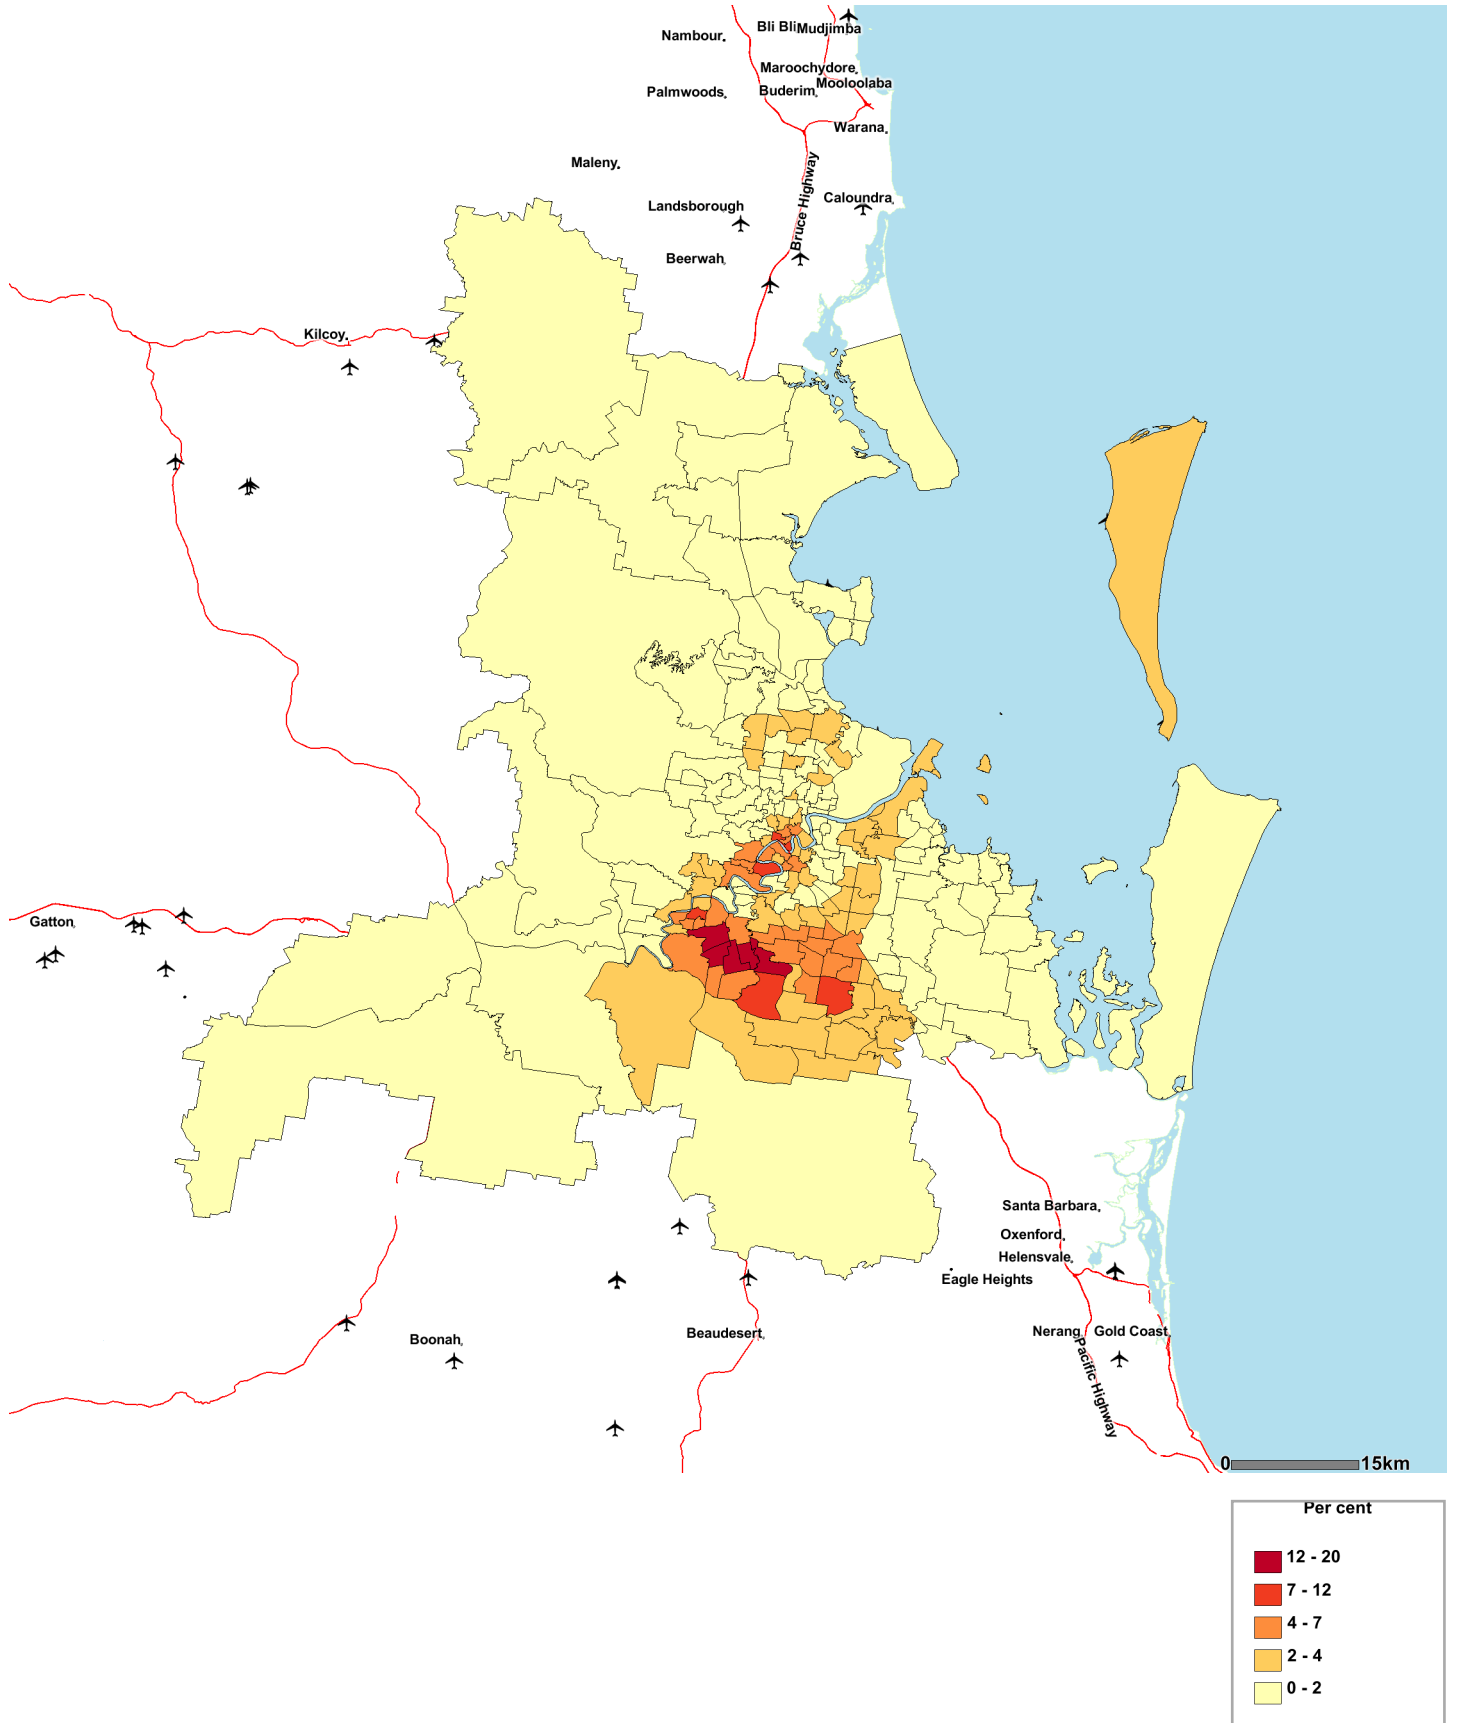 Bli Bli
Mudjimba
Nambour
Maroochydore
Mooloolaba
Palmwoods
Buderim
Warana
Maleny
Bruce Highway
Caloundra
Landsborough
Beerwah
Kilcoy
Gatton
Santa Barbara
Oxenford
Helensvale
Eagle Heights
Nerang
Gold Coast
Beaudesert
Boonah
Pacific Highway
0 15km
Per cent
12 - 20
7 - 12
4 - 7
2 - 4
0 - 2